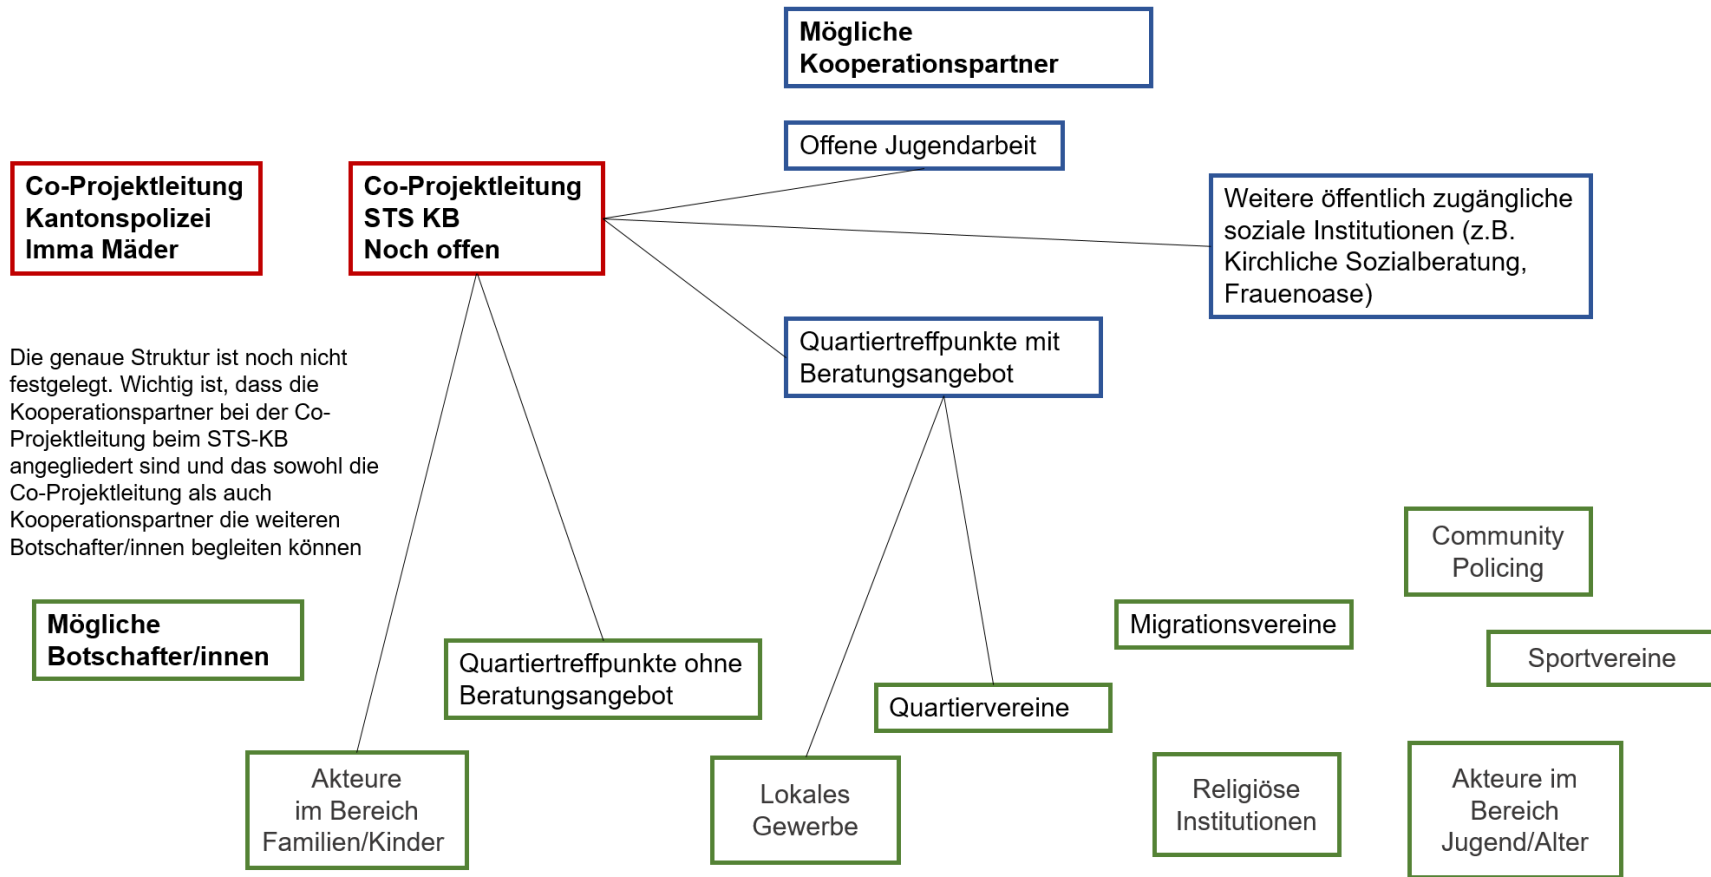 Mögliche
Kooperationspartner
Offene Jugendarbeit
Co-Projektleitung
Kantonspolizei
Imma Mäder
Co-Projektleitung
STS KB
Noch offen
Weitere öffentlich zugängliche
soziale Institutionen (z.B.
Kirchliche Sozialberatung,
Frauenoase)
Quartiertreffpunkte mit
Beratungsangebot
Die genaue Struktur ist noch nicht
festgelegt. Wichtig ist, dass die
Kooperationspartner bei der Co-
Projektleitung beim STS-KB
angegliedert sind und das sowohl die
Co-Projektleitung als auch
Kooperationspartner die weiteren
Botschafter/innen begleiten können
Community
Policing
Mögliche
Botschafter/innen
Migrationsvereine
Sportvereine
Quartiertreffpunkte ohne
Beratungsangebot
Quartiervereine
Akteure
im Bereich
Familien/Kinder
Lokales
Gewerbe
Religiöse
Institutionen
Akteure im
Bereich
Jugend/Alter